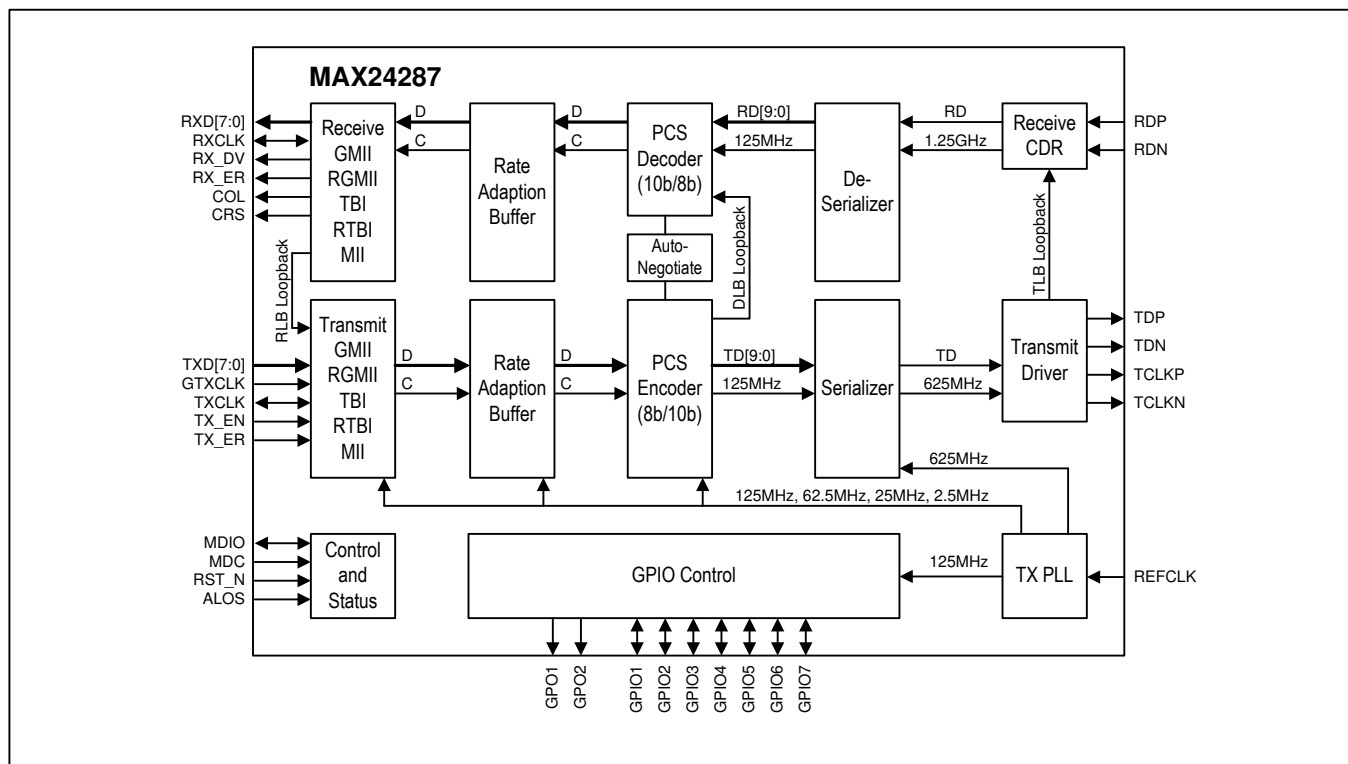 MAX24287
RXD[7:0]
RXCLK
RX_DV
RX_ER
COL
CRS
Receive
GMII
RGMII
TBI
RTBI
MII
D
C
Rate
Adaption
Buffer
D
C
PCS
Decoder
(10b/8b)
RD[9:0]
125MHz
De-
Serializer
RD
1.25GHz
Receive
CDR
RDP
RDN
Auto-
Negotiate
RLB Loopback
DLB Loopback
TLB Loopback
TXD[7:0]
GTXCLK
TXCLK
TX_EN
TX_ER
Transmit
GMII
RGMII
TBI
RTBI
MII
D
C
Rate
Adaption
Buffer
D
C
PCS
Encoder
(8b/10b)
TD[9:0]
125MHz
Serializer
TD
625MHz
Transmit
Driver
TDP
TDN
TCLKP
TCLKN
625MHz
125MHz, 62.5MHz, 25MHz, 2.5MHz
MDIO
MDC
RST_N
ALOS
Control
and
Status
GPIO Control
125MHz
TX PLL
REFCLK
GPO1
GPO2
GPIO1
GPIO2
GPIO3
GPIO4
GPIO5
GPIO6
GPIO7